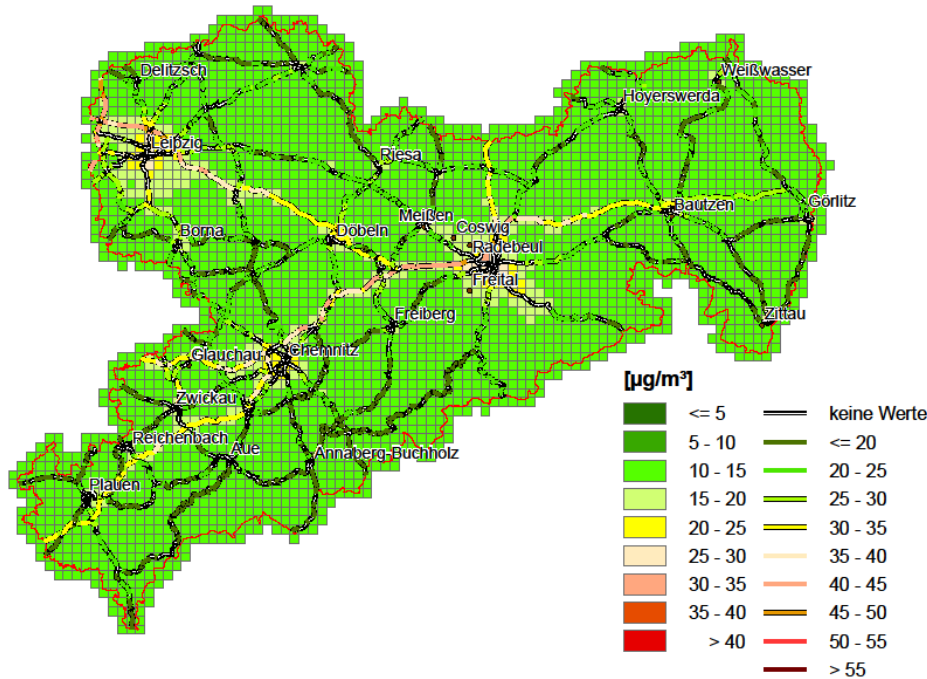 Delitzsch
Weißwasser
Hoyerswerda
Leipzig
Riesa
Görlitz
Bautzen
Meißen
Coswig
Borna
Döbeln
Radebeul
Freital
Zittau
Freiberg
Glauchau
Chemnitz
Zwickau
Reichenbach
Aue
Annaberg-Buchholz
Plauen
[µg/m³]
<= 5 keine Werte
5 - 10 <= 20
10 - 15 20 - 25
15 - 20 25 - 30
20 - 25 30 - 35
25 - 30 35 - 40
30 - 35 40 - 45
35 - 40 45 - 50
> 40 50 - 55
> 55